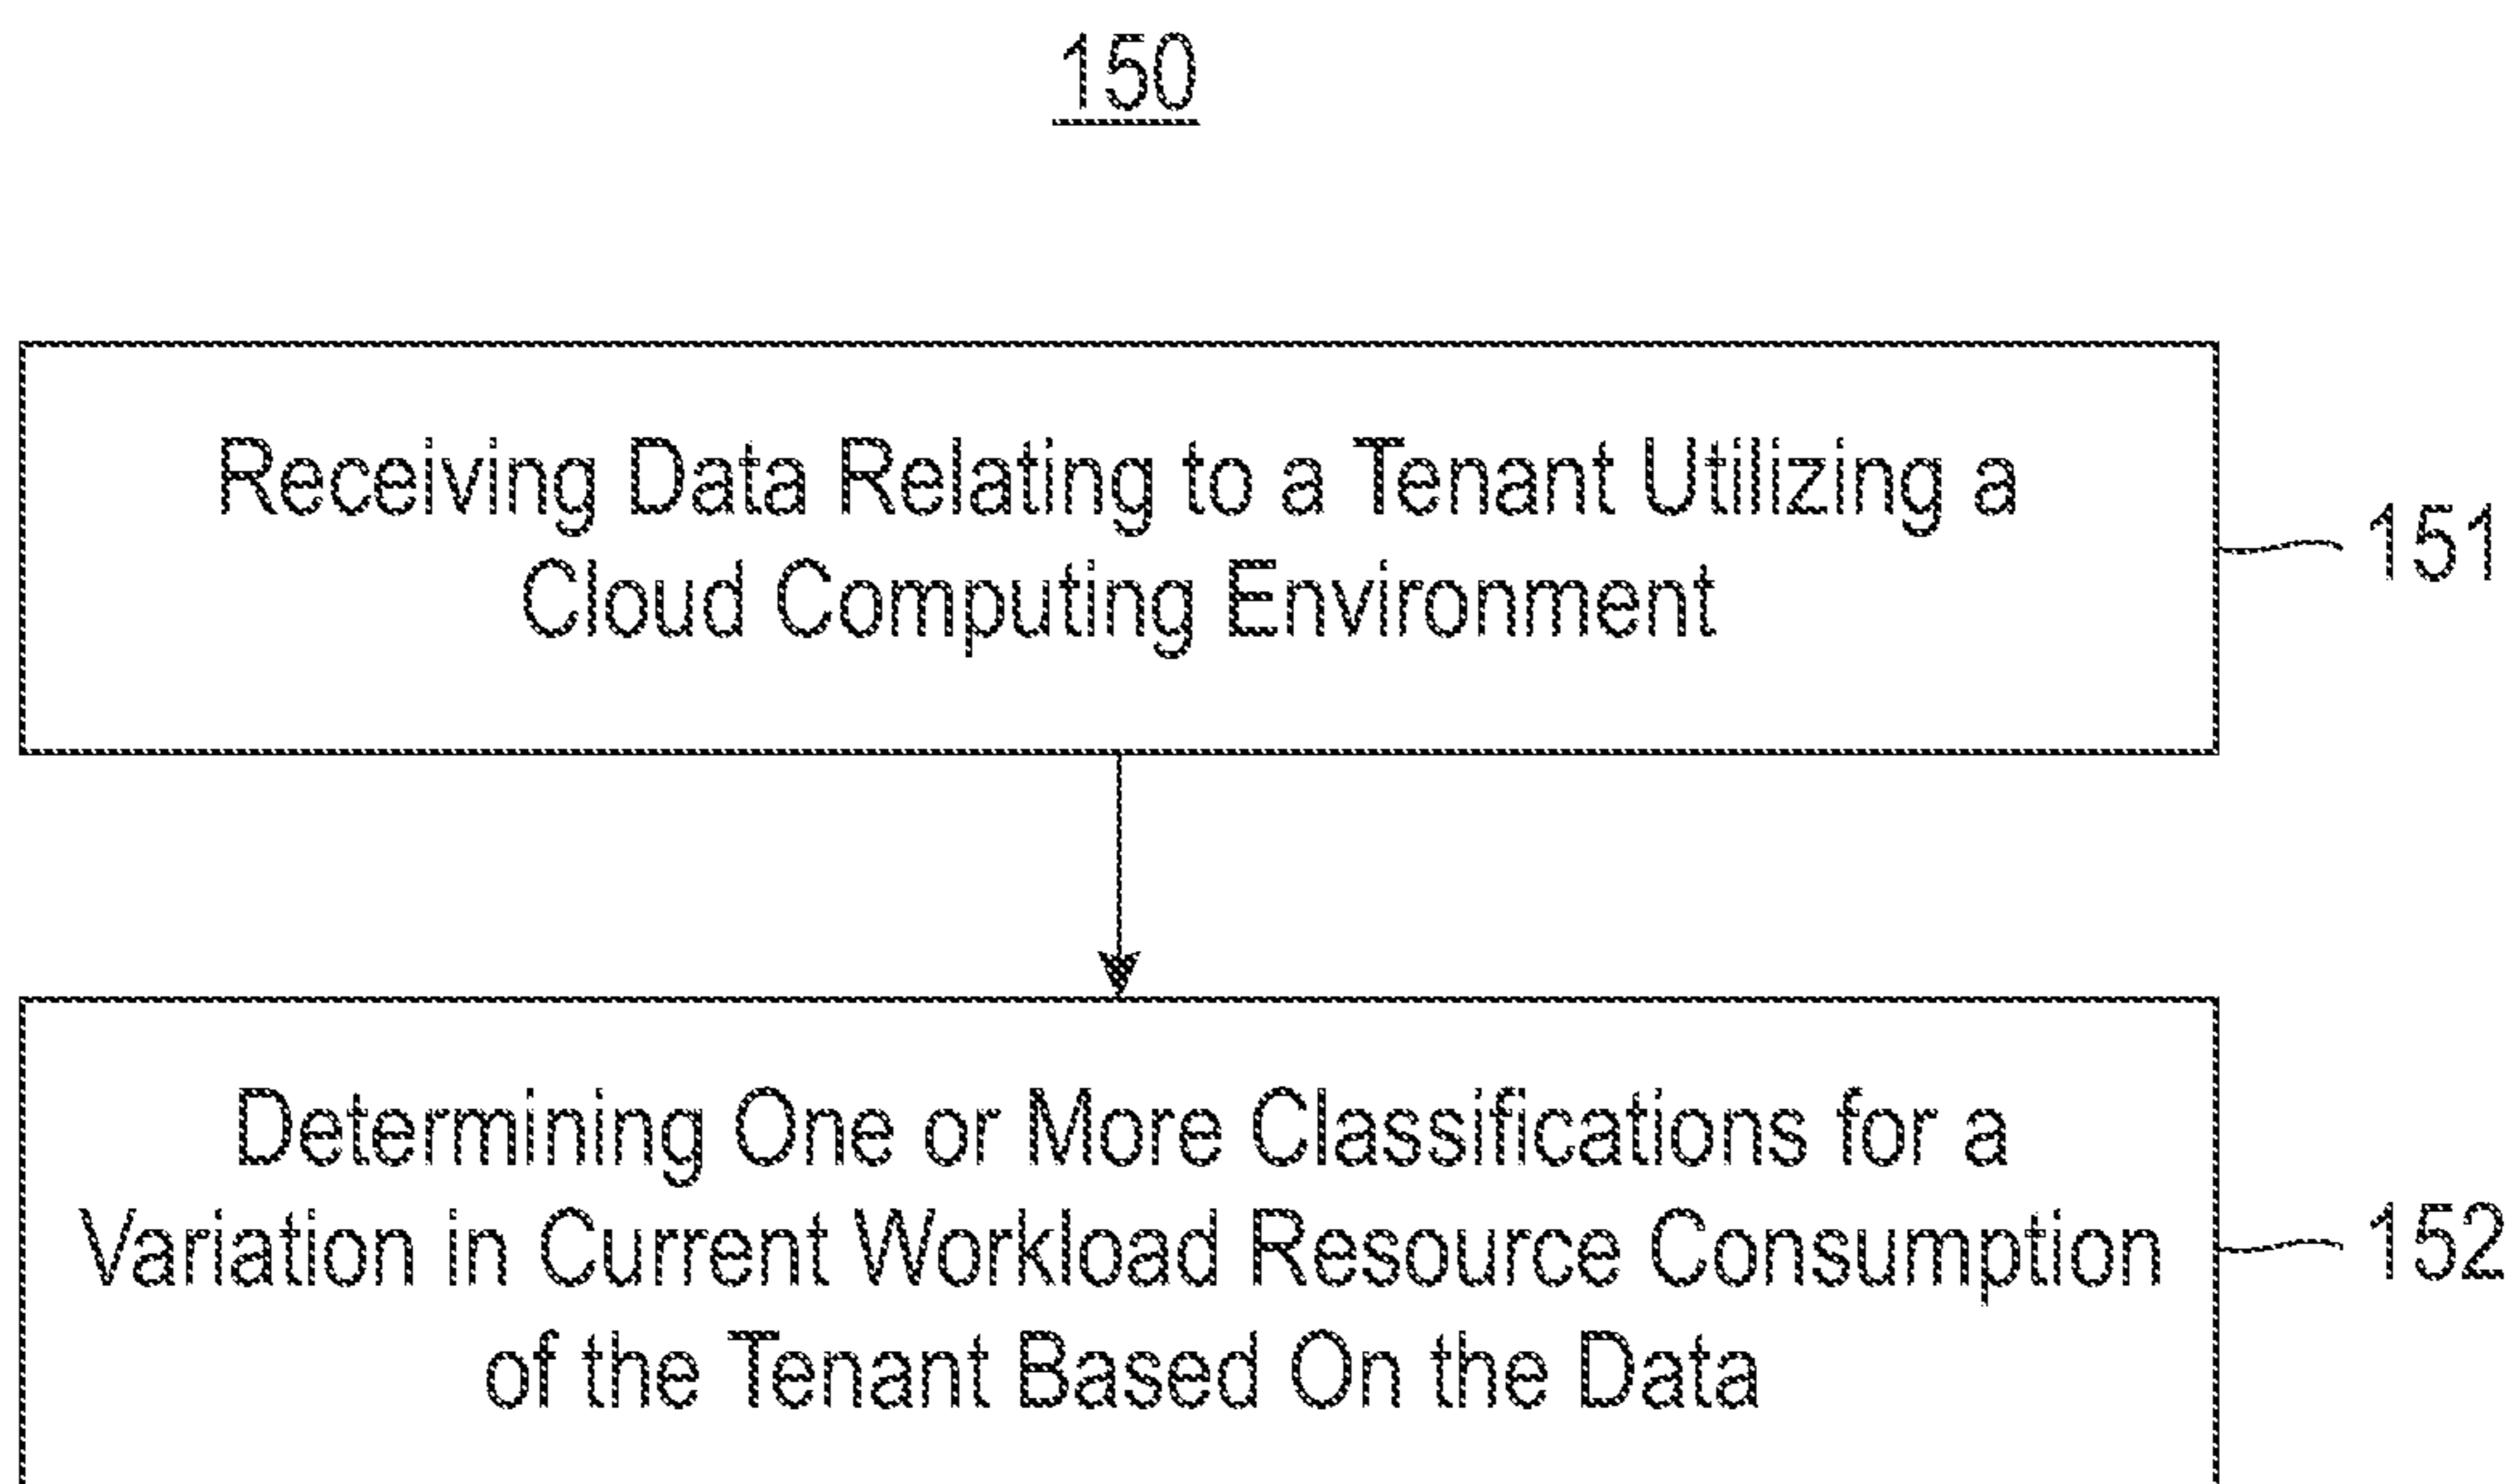 150
Receiving Data Relating to a Tenant Utilizing a
Cloud Computing Environment
151
Determining One or More Classifications for a
Variation in Current Workload Resource Consumption
of the Tenant Based On the Data
152